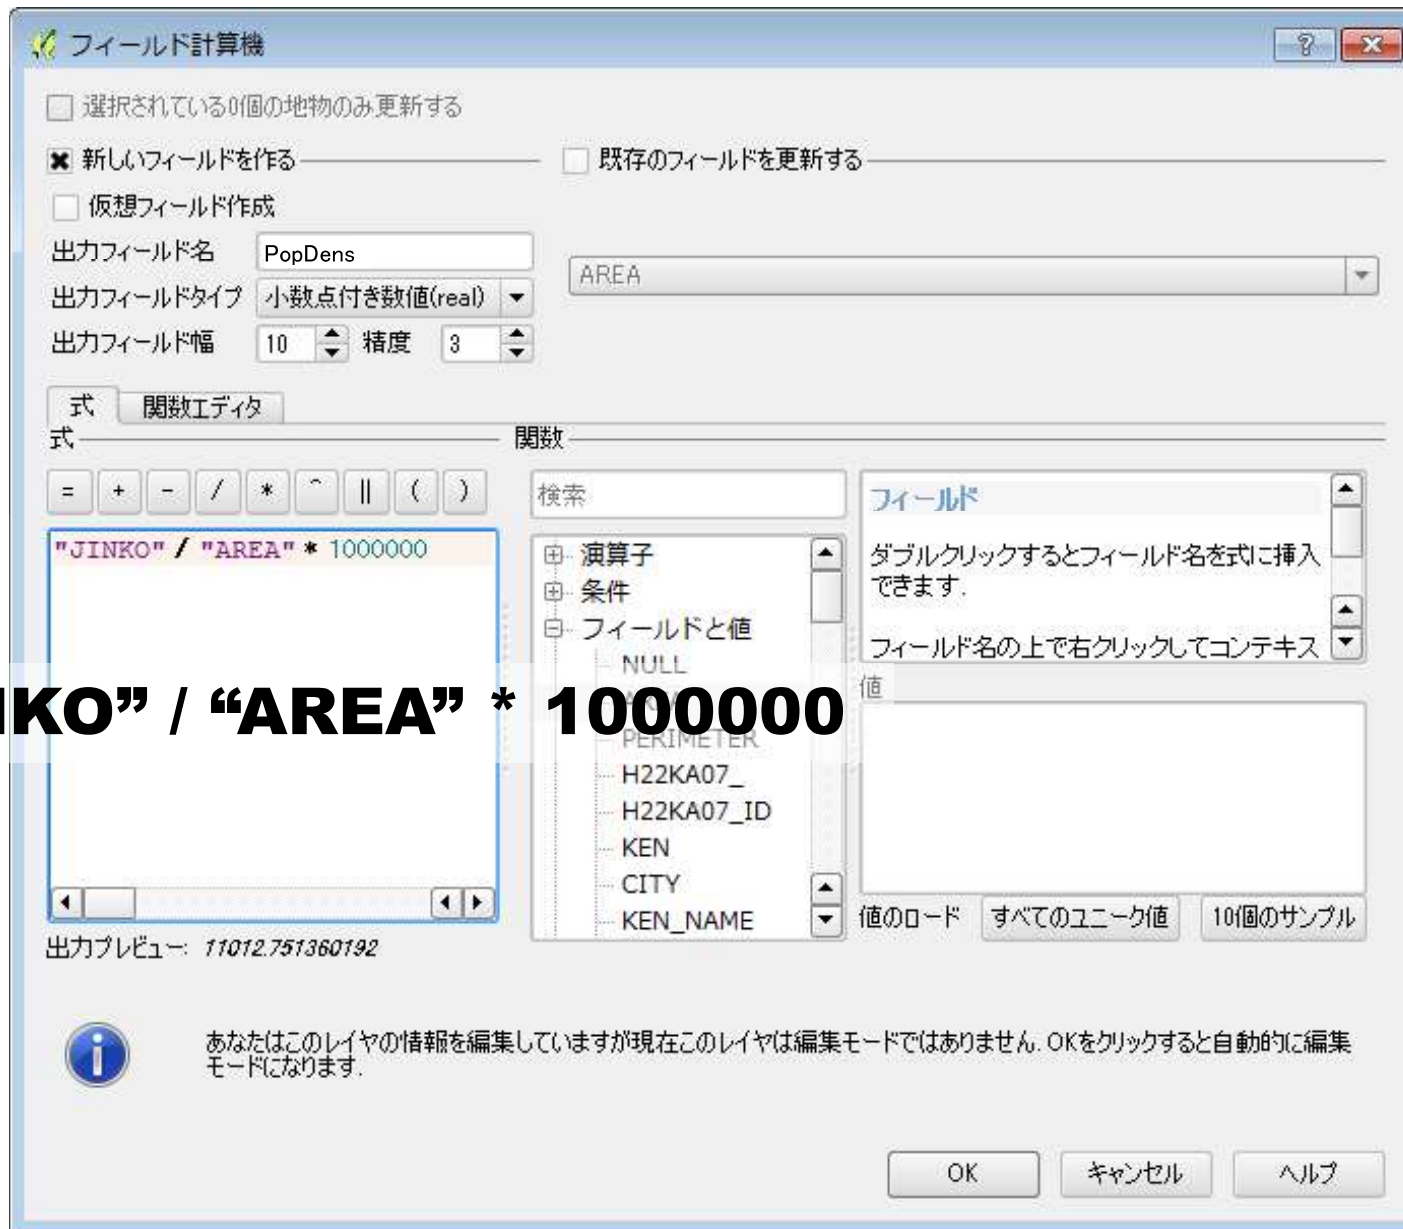 フィールド計算機
選択されている0個の地物のみ更新する
新しいフィールドを作る
既存のフィールドを更新する
仮想フィールド作成
出力フィールド名 PopDens
AREA
出力フィールドタイプ 小数点付き数値(real)
出力フィールド幅 10 精度 3
式 関数エディタ
式
関数
= + - / * ^ || ( )
検索
フィールド
"JINKO" / "AREA" * 1000000
演算子
条件
フィールドと値
NULL
AREA
PERIMETER
H22KA07_
H22KA07_ID
KEN
CITY
KEN_NAME
ダブルクリックするとフィールド名を式に挿入
できます.
フィールド名の上で右クリックしてコンテキス
値
KO” / “AREA” * 1000000
値のロード すべてのユニーク値 10個のサンプル
出力プレビュー: 11012.751360192
あなたはこのレイヤの情報を編集していますが現在このレイヤは編集モードではありません. OKをクリックすると自動的に編集
モードになります.
OK キャンセル ヘルプ